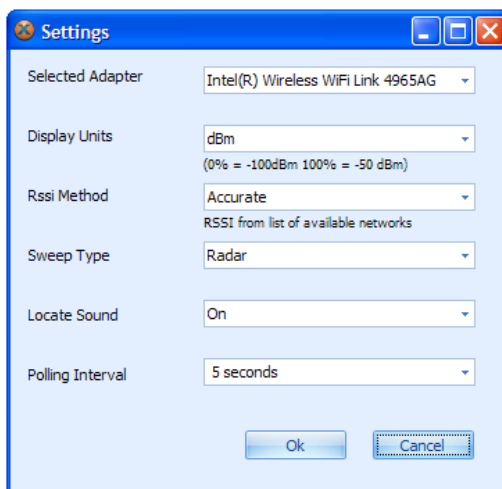 Settings
Selected Adapter Intel(R) Wireless WiFi Link 4965AG
Display Units dBm
(0% = -100dBm 100% = -50 dBm)
Rssi Method Accurate
RSSI from list of available networks
Sweep Type Radar
Locate Sound On
Polling Interval 5 seconds
Ok Cancel